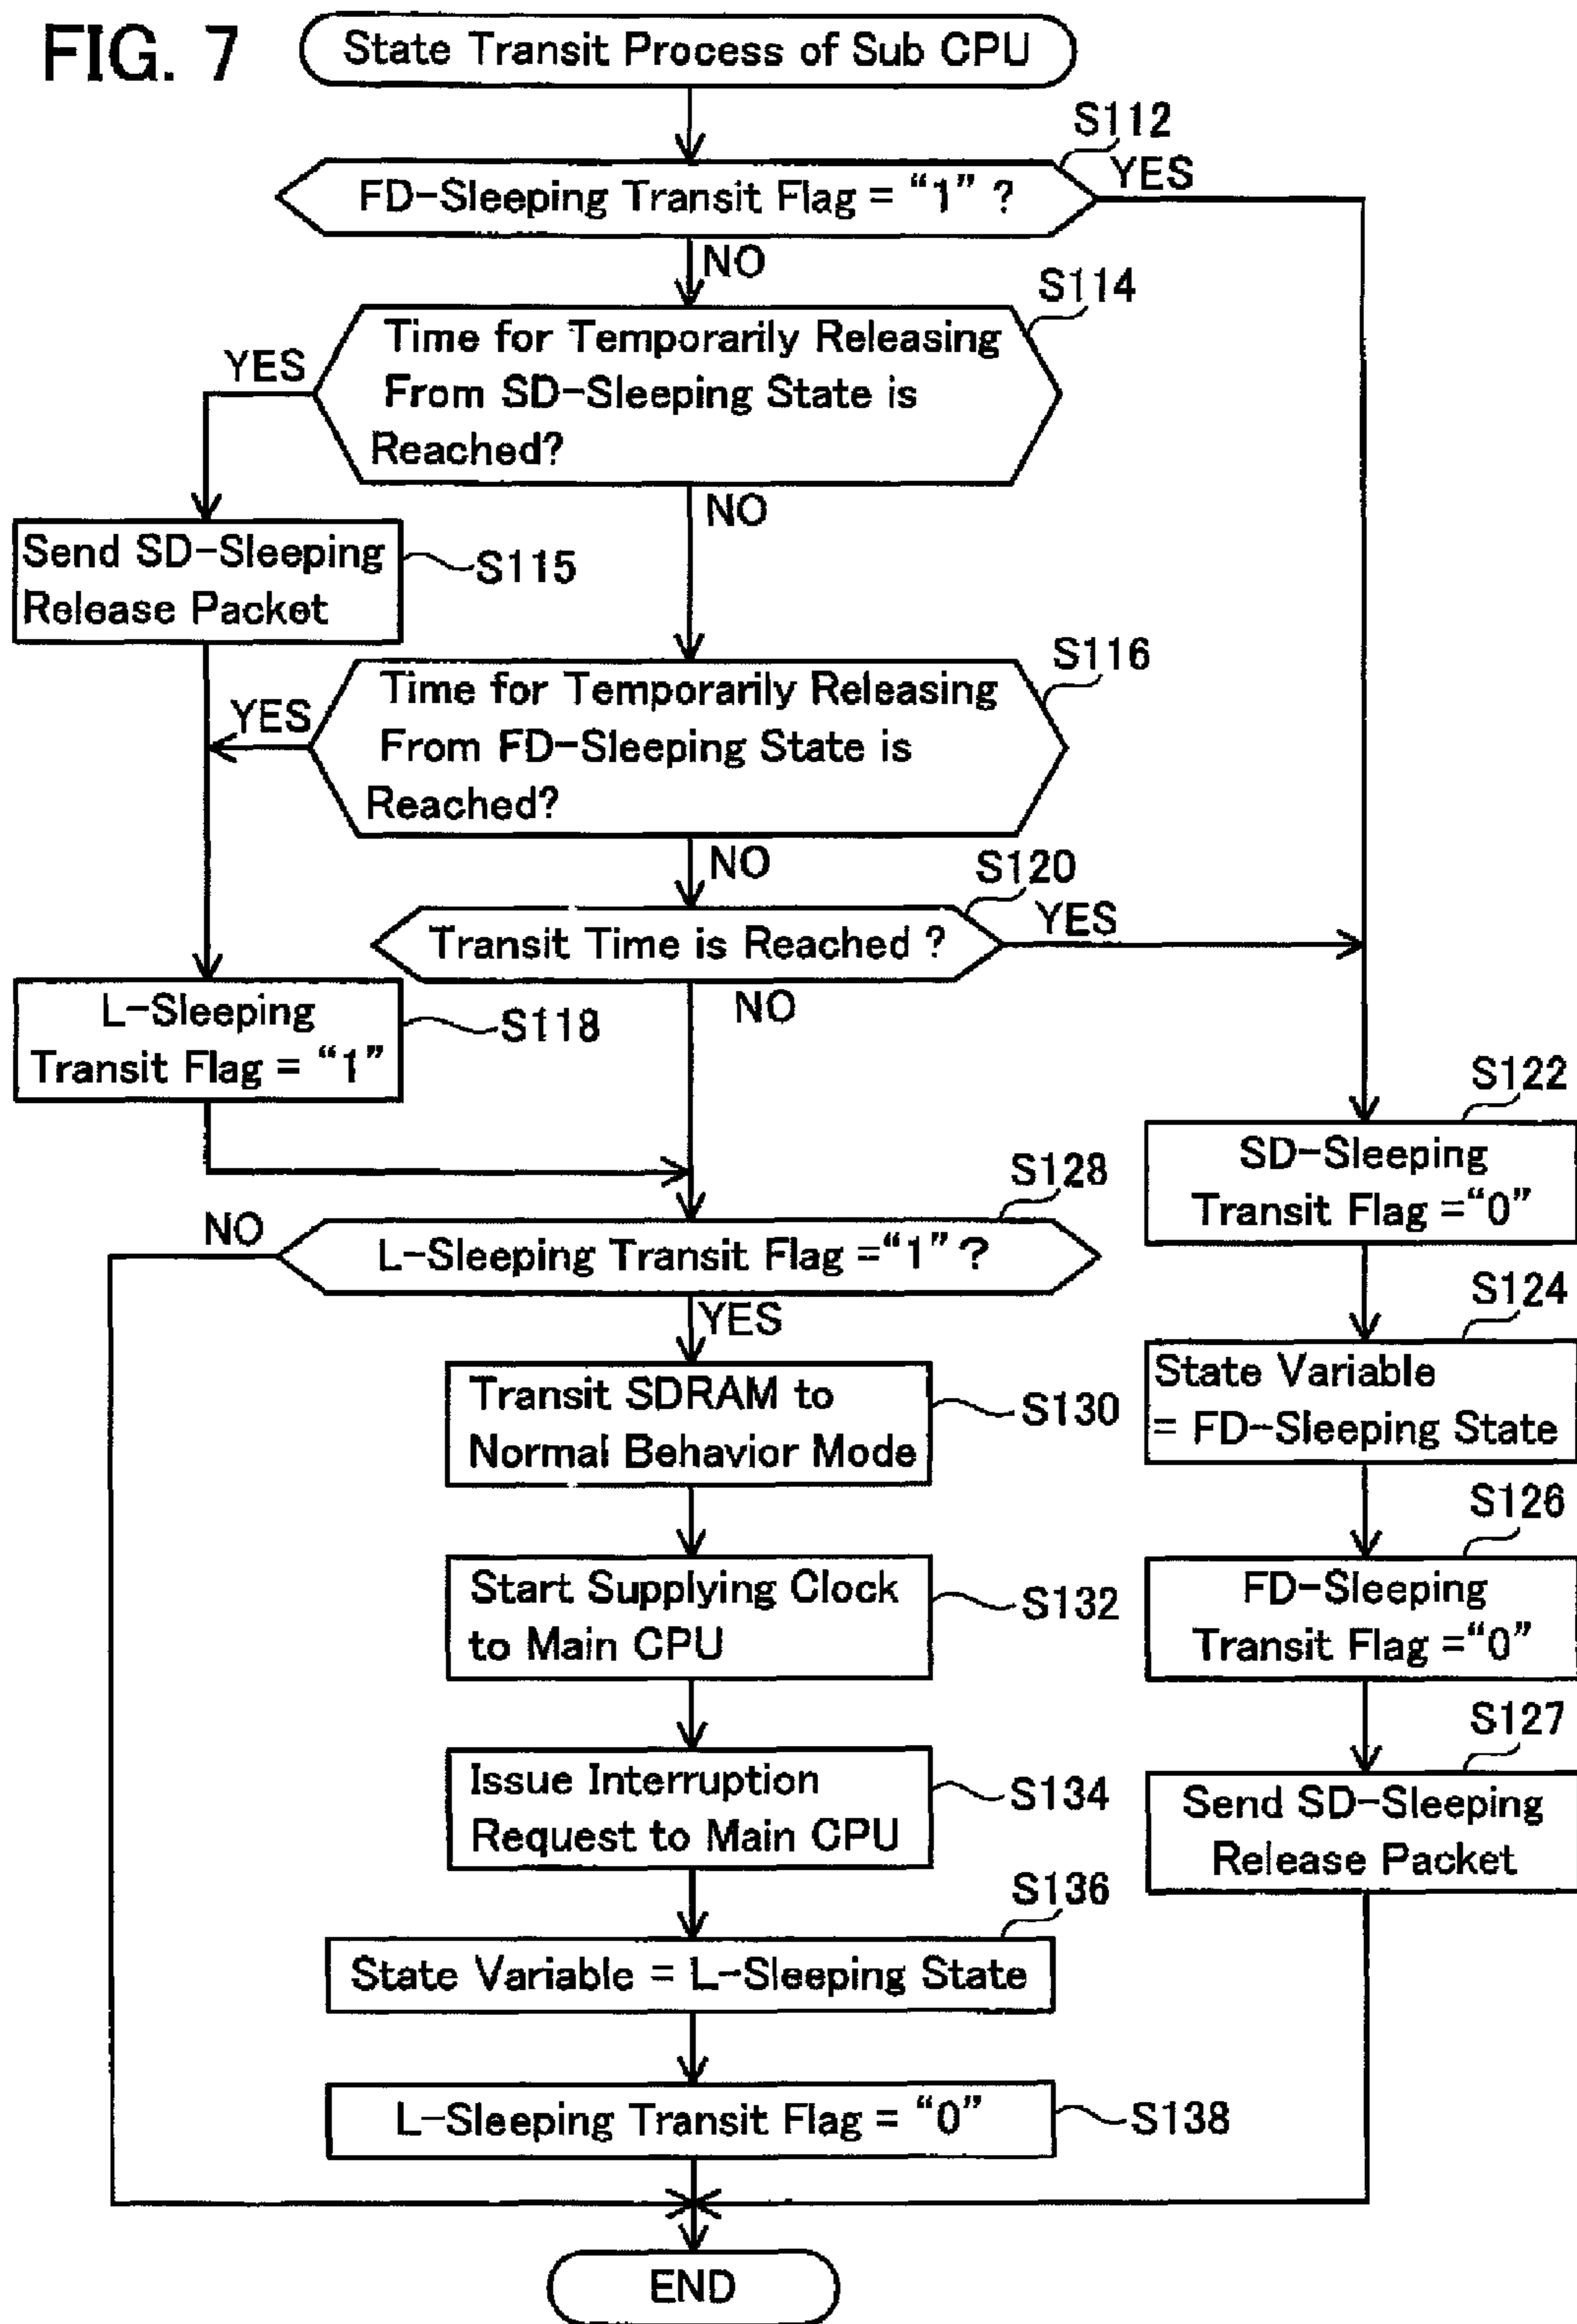 FIG. 7
State Transit Process of Sub CPU
S112
FD-Sleeping Transit Flag = “1” ?
YES
NO
S114
Time for Temporarily Releasing
From SD-Sleeping State is
Reached?
YES
NO
Send SD-Sleeping
Release Packet
S115
S116
Time for Temporarily Releasing
From FD-Sleeping State is
Reached?
YES
NO
S120
Transit Time is Reached ?
YES
NO
L-Sleeping
Transit Flag = “1”
S118
S122
SD-Sleeping
Transit Flag =“0”
S128
L-Sleeping Transit Flag =“1” ?
NO
YES
S124
State Variable
= FD-Sleeping State
Transit SDRAM to
Normal Behavior Mode
S130
S126
FD-Sleeping
Transit Flag =“0”
Start Supplying Clock
to Main CPU
S132
S127
Send SD-Sleeping
Release Packet
Issue Interruption
Request to Main CPU
S134
S136
State Variable = L-Sleeping State
L-Sleeping Transit Flag = “0”
S138
END